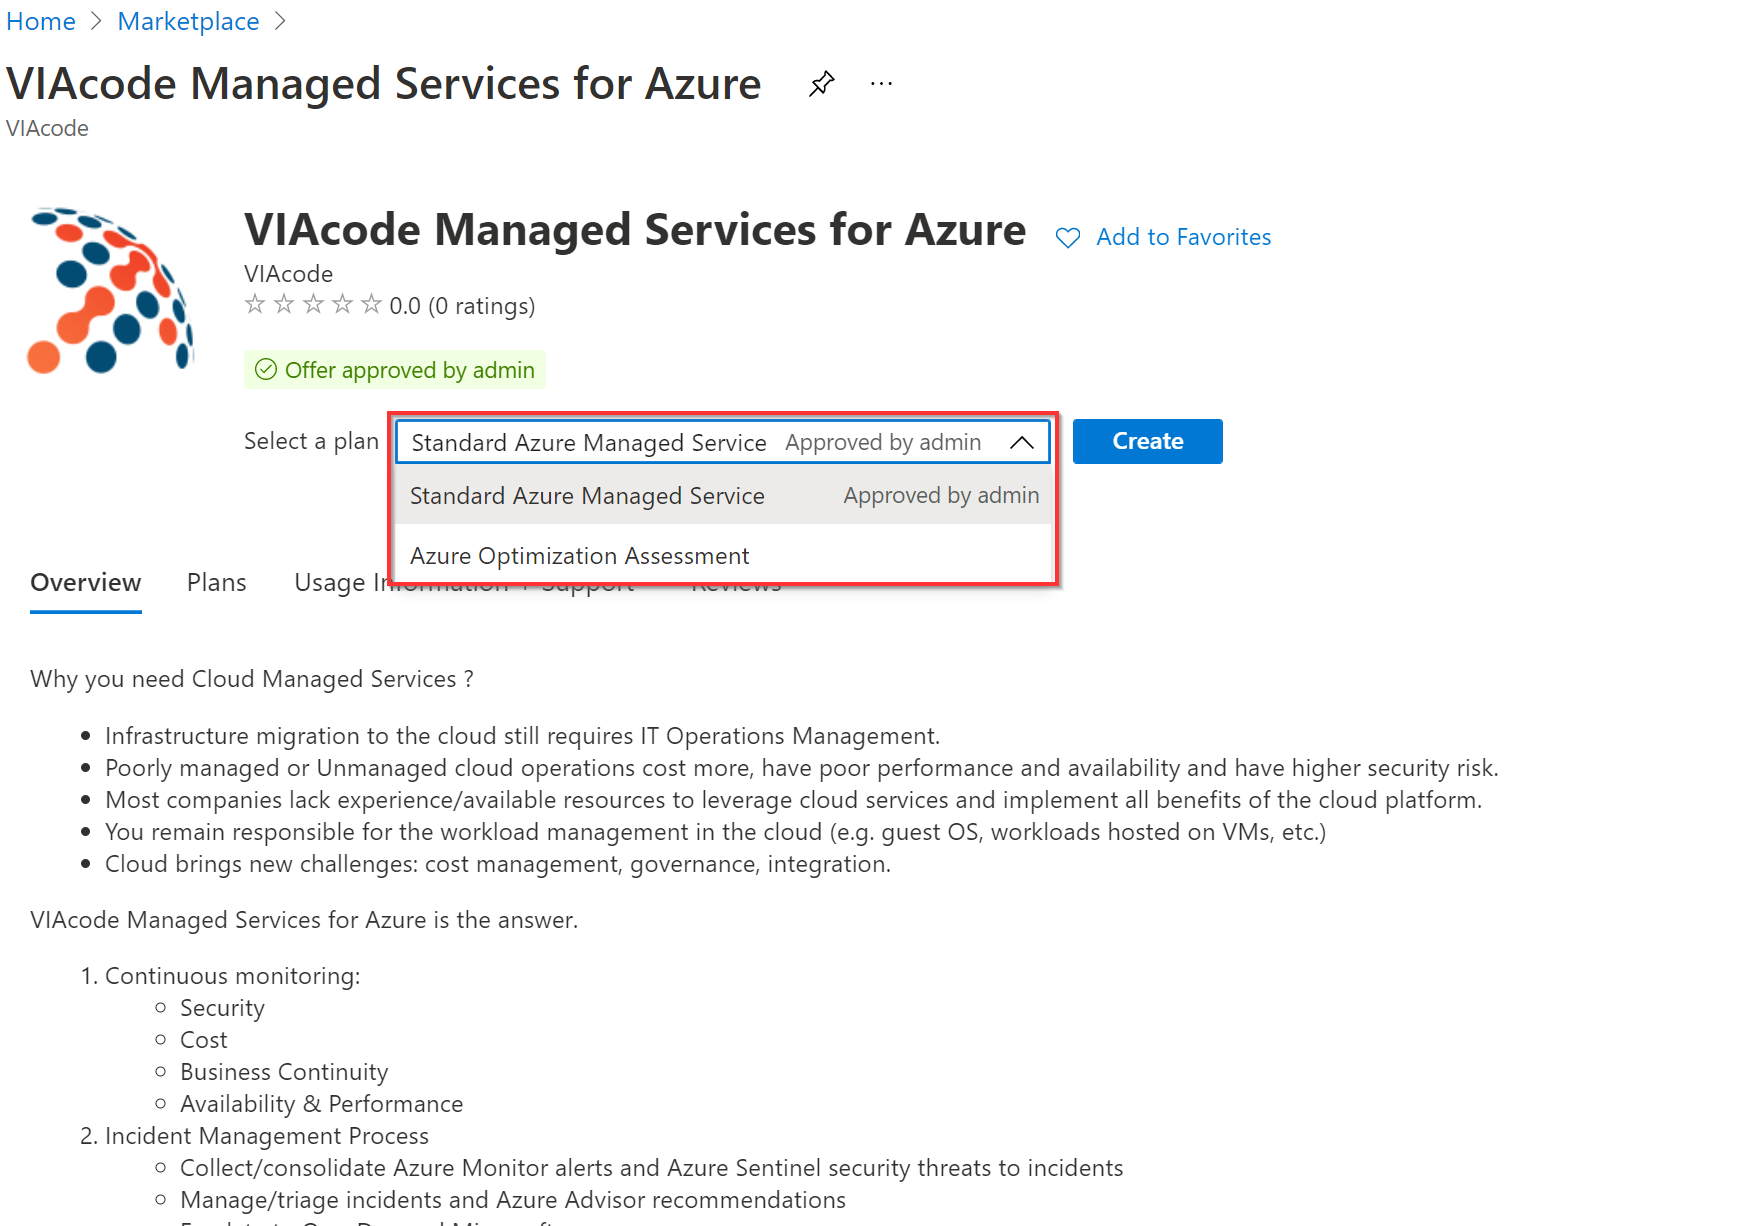 Home > Marketplace >
VIAcode Managed Services for Azure ...
VIAcode
VIAcode Managed Services for Azure Add to Favorites
VIAcode
0.0 (0 ratings)
Offer approved by admin
Select a plan Standard Azure Managed Service Approved by admin Create
Standard Azure Managed Service Approved by admin
Azure Optimization Assessment
Overview Plans Usage Information + Support Reviews
Why you need Cloud Managed Services ?
• Infrastructure migration to the cloud still requires IT Operations Management.
• Poorly managed or Unmanaged cloud operations cost more, have poor performance and availability and have higher security risk.
• Most companies lack experience/available resources to leverage cloud services and implement all benefits of the cloud platform.
• You remain responsible for the workload management in the cloud (e.g. guest OS, workloads hosted on VMs, etc.)
• Cloud brings new challenges: cost management, governance, integration.
VIAcode Managed Services for Azure is the answer.
1. Continuous monitoring:
○ Security
○ Cost
○ Business Continuity
○ Availability & Performance
2. Incident Management Process
○ Collect/consolidate Azure Monitor alerts and Azure Sentinel security threats to incidents
○ Manage/triage incidents and Azure Advisor recommendations